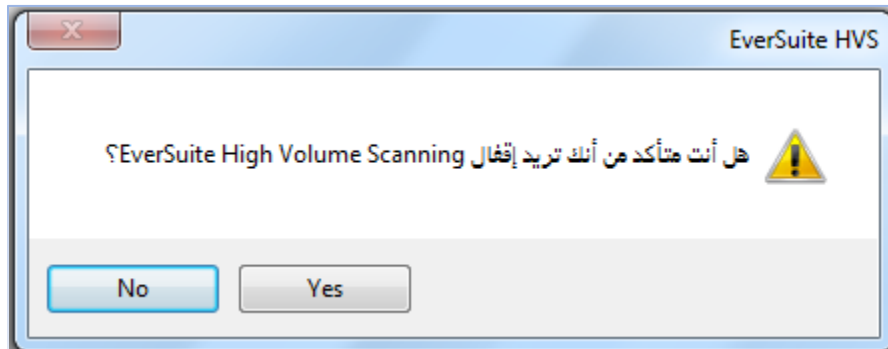 EverSuite HVS
هل أنت متأكد من أنك تريد إقفال EverSuite High Volume Scanning؟
Yes
No